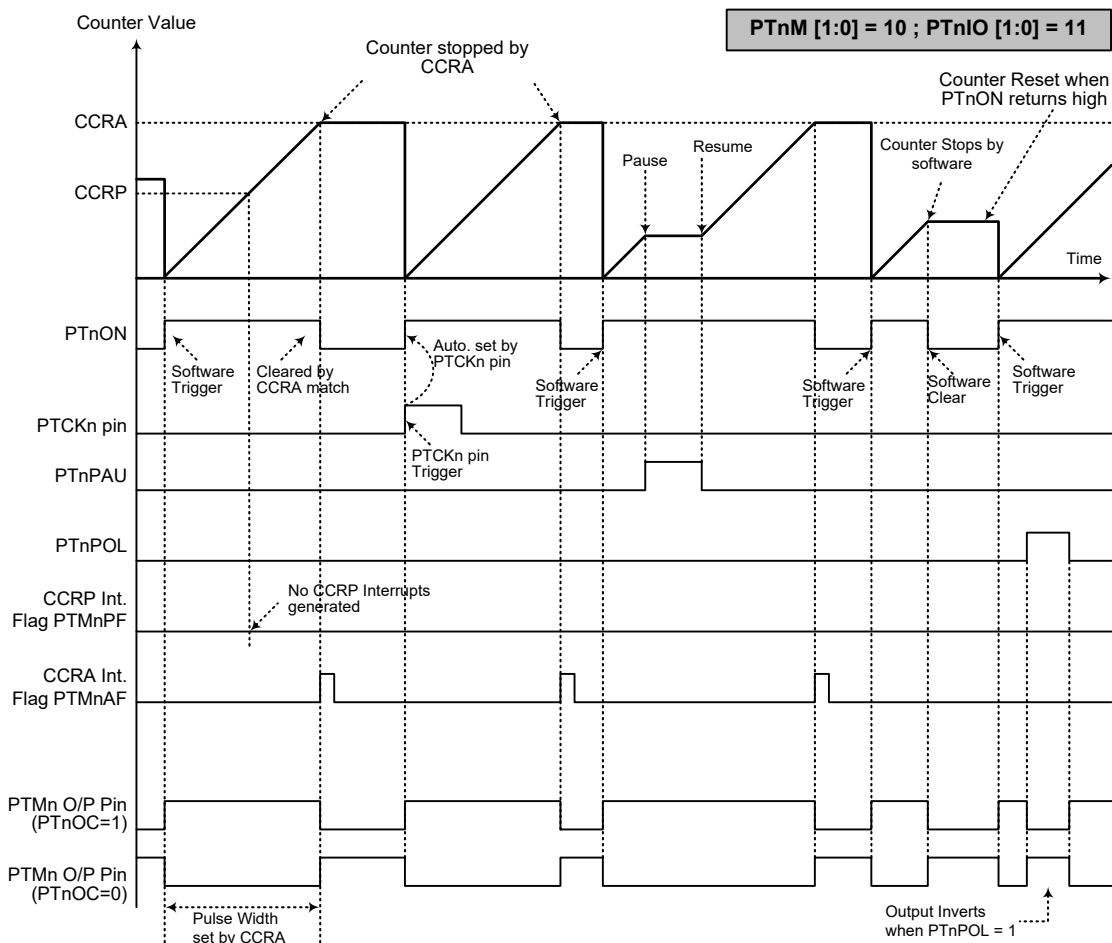 Counter Value
PTnM [1:0] = 10 ; PTnIO [1:0] = 11
Counter stopped by
CCRA
Counter Reset when
PTnON returns high
CCRA
Pause
Resume
Counter Stops by
software
CCRP
Time
PTnON
Software
Trigger
Cleared by
CCRA match
Auto. set by
PTCKn pin
Software
Trigger
Software
Trigger
Software
Clear
Software
Trigger
PTCKn pin
PTCKn pin
Trigger
PTnPAU
PTnPOL
CCRP Int.
Flag PTMnPF
No CCRP Interrupts
generated
CCRA Int.
Flag PTMnAF
PTMn O/P Pin
(PTnOC=1)
PTMn O/P Pin
(PTnOC=0)
Pulse Width
set by CCRA
Output Inverts
when PTnPOL = 1